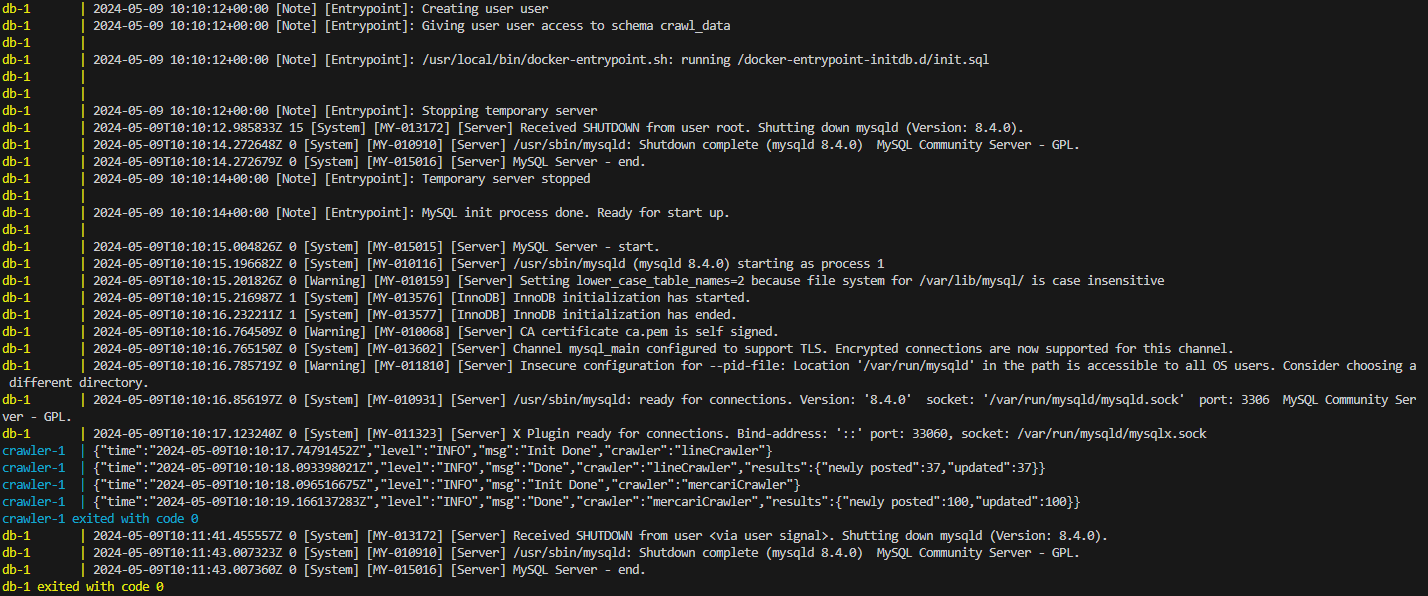 db-1       | 2024-05-09 10:10:12+00:00 [Note] [Entrypoint]: Creating user user
db-1       | 2024-05-09 10:10:12+00:00 [Note] [Entrypoint]: Giving user user access to schema crawl_data
db-1       |
db-1       | 2024-05-09 10:10:12+00:00 [Note] [Entrypoint]: /usr/local/bin/docker-entrypoint.sh: running /docker-entrypoint-initdb.d/init.sql
db-1       |
db-1       |
db-1       | 2024-05-09 10:10:12+00:00 [Note] [Entrypoint]: Stopping temporary server
db-1       | 2024-05-09T10:10:12.985833Z 15 [System] [MY-013172] [Server] Received SHUTDOWN from user root. Shutting down mysqld (Version: 8.4.0).
db-1       | 2024-05-09T10:10:14.272648Z 0 [System] [MY-010910] [Server] /usr/sbin/mysqld: Shutdown complete (mysqld 8.4.0)  MySQL Community Server - GPL.
db-1       | 2024-05-09T10:10:14.272679Z 0 [System] [MY-015016] [Server] MySQL Server - end.
db-1       | 2024-05-09 10:10:14+00:00 [Note] [Entrypoint]: Temporary server stopped
db-1       |
db-1       | 2024-05-09 10:10:14+00:00 [Note] [Entrypoint]: MySQL init process done. Ready for start up.
db-1       |
db-1       | 2024-05-09T10:10:15.004826Z 0 [System] [MY-015015] [Server] MySQL Server - start.
db-1       | 2024-05-09T10:10:15.196682Z 0 [System] [MY-010116] [Server] /usr/sbin/mysqld (mysqld 8.4.0) starting as process 1
db-1       | 2024-05-09T10:10:15.201826Z 0 [Warning] [MY-010159] [Server] Setting lower_case_table_names=2 because file system for /var/lib/mysql/ is case insensitive
db-1       | 2024-05-09T10:10:15.216987Z 1 [System] [MY-013576] [InnoDB] InnoDB initialization has started.
db-1       | 2024-05-09T10:10:16.232211Z 1 [System] [MY-013577] [InnoDB] InnoDB initialization has ended.
db-1       | 2024-05-09T10:10:16.764509Z 0 [Warning] [MY-010068] [Server] CA certificate ca.pem is self signed.
db-1       | 2024-05-09T10:10:16.765150Z 0 [System] [MY-013602] [Server] Channel mysql_main configured to support TLS. Encrypted connections are now supported for this channel.
db-1       | 2024-05-09T10:10:16.785719Z 0 [Warning] [MY-011810] [Server] Insecure configuration for --pid-file: Location '/var/run/mysqld' in the path is accessible to all OS users. Consider choosing a
 different directory.
db-1       | 2024-05-09T10:10:16.856197Z 0 [System] [MY-010931] [Server] /usr/sbin/mysqld: ready for connections. Version: '8.4.0'  socket: '/var/run/mysqld/mysqld.sock'  port: 3306  MySQL Community Ser
ver - GPL.
db-1       | 2024-05-09T10:10:17.123240Z 0 [System] [MY-011323] [Server] X Plugin ready for connections. Bind-address: '::' port: 33060, socket: /var/run/mysqld/mysqlx.sock
crawler-1  | {"time":"2024-05-09T10:10:17.74791452Z","level":"INFO","msg":"Init Done","crawler":"lineCrawler"}
crawler-1  | {"time":"2024-05-09T10:10:18.093398021Z","level":"INFO","msg":"Done","crawler":"lineCrawler","results":{"newly posted":37,"updated":37}}
crawler-1  | {"time":"2024-05-09T10:10:18.096516675Z","level":"INFO","msg":"Init Done","crawler":"mercariCrawler"}
crawler-1  | {"time":"2024-05-09T10:10:19.166137283Z","level":"INFO","msg":"Done","crawler":"mercariCrawler","results":{"newly posted":100,"updated":100}}
crawler-1 exited with code 0
db-1       | 2024-05-09T10:11:41.455557Z 0 [System] [MY-013172] [Server] Received SHUTDOWN from user <via user signal>. Shutting down mysqld (Version: 8.4.0).
db-1       | 2024-05-09T10:11:43.007323Z 0 [System] [MY-010910] [Server] /usr/sbin/mysqld: Shutdown complete (mysqld 8.4.0)  MySQL Community Server - GPL.
db-1       | 2024-05-09T10:11:43.007360Z 0 [System] [MY-015016] [Server] MySQL Server - end.
db-1 exited with code 0